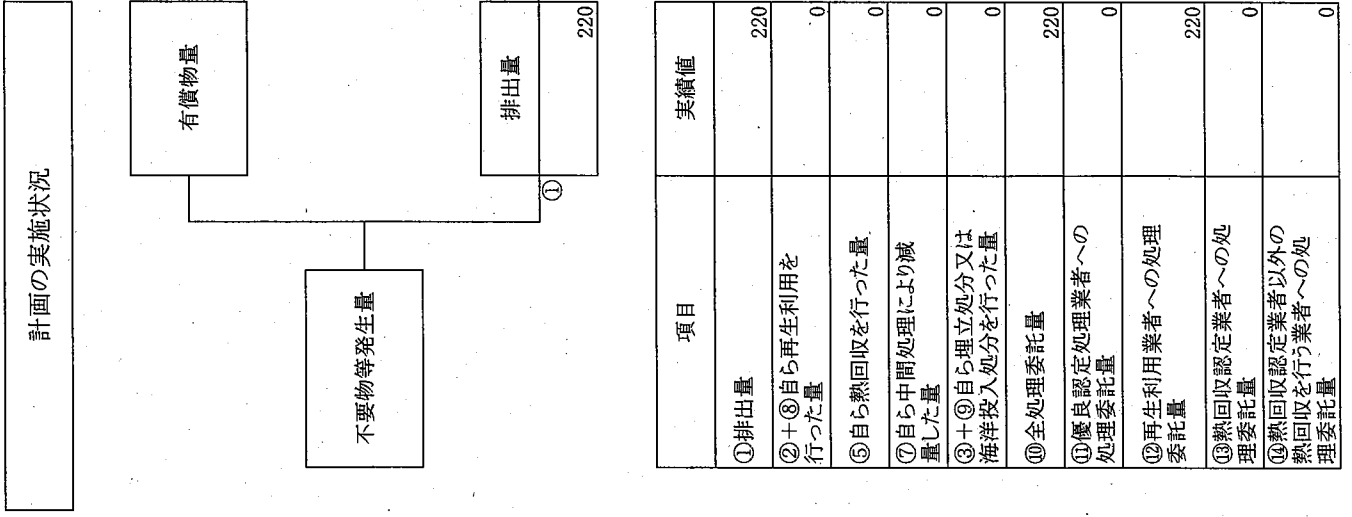 計画の実施状況
有償物量
不要物等発生量
排出量
①
220
項目
実績値
①排出量
220
②+⑧自ら再生利用を
行った量
0
⑤自ら熱回収を行った量
0
⑦自ら中間処理により減
量した量
0
③+⑨自ら埋立処分又は
海洋投入処分を行った量
0
⑩全処理委託量
220
⑪優良認定処理業者への
処理委託量
0
⑫再生利用業者への処理
委託量
220
⑬熱回収認定業者への処
理委託量
0
⑭熱回収認定業者以外の
熱回収を行う業者への処
理委託量
0